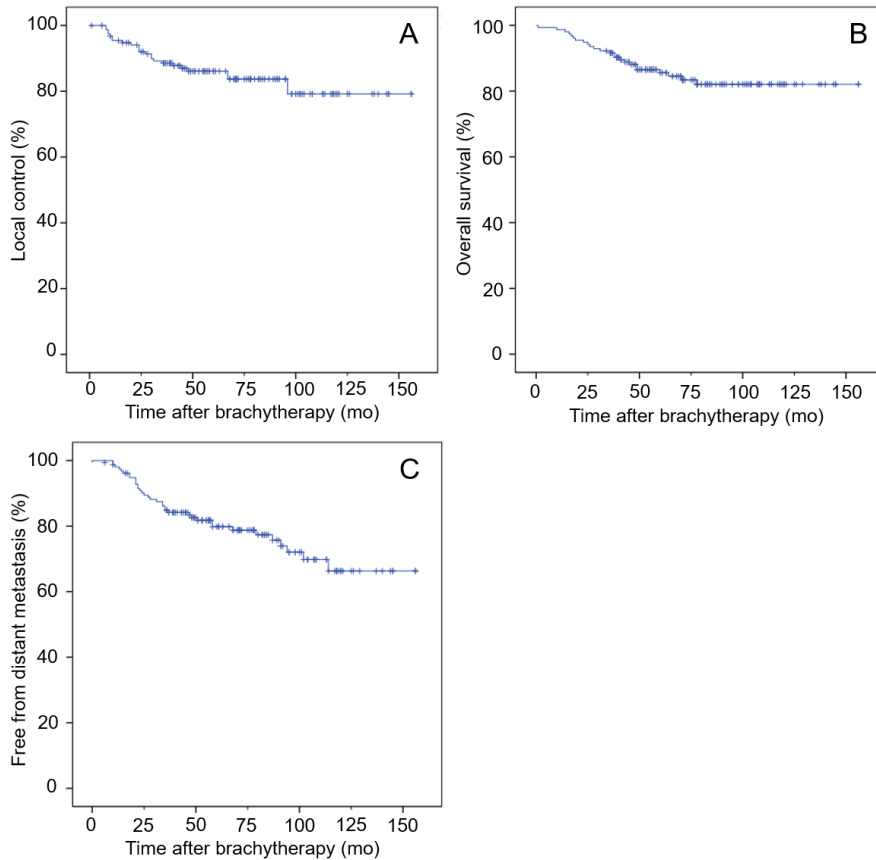 A
100
80
60
40
20
0
Local control (%)
0 25 50 75 100 125 150
Time after brachytherapy (mo)
B
100
80
60
40
20
0
Overall survival (%)
0 25 50 75 100 125 150
Time after brachytherapy (mo)
C
100
80
60
40
20
0
Free from distant metastasis (%)
0 25 50 75 100 125 150
Time after brachytherapy (mo)